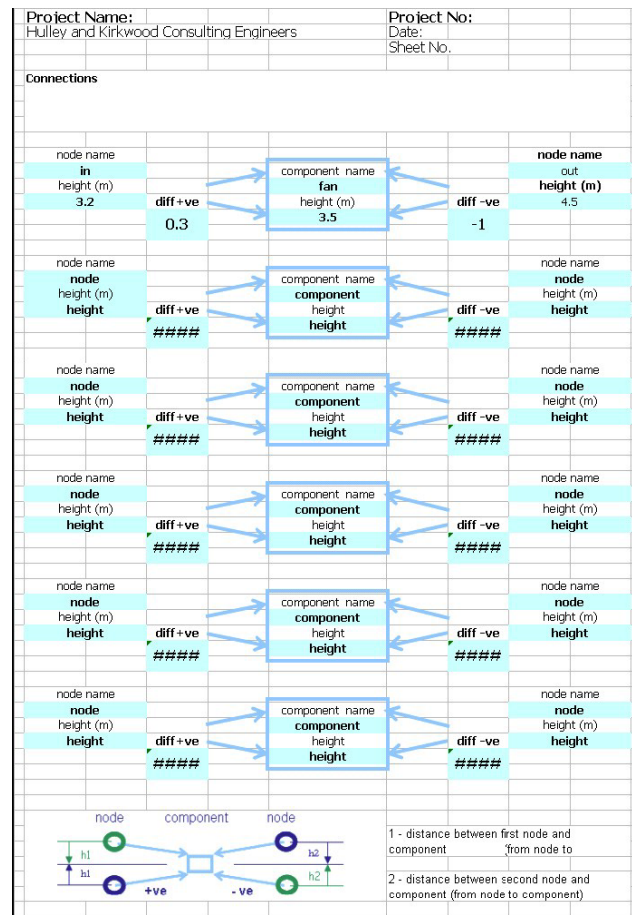 Project Name: Project No:
Hulley and Kirkwood Consulting Engineers Date:
Sheet No.
Connections
node name node name
in component name out
height (m) fan height (m)
3.2 diff+ve height (m) diff -ve 4.5
0.3 3.5 -1
node name node name
node component name node
height (m) component height (m)
height diff+ve height diff -ve height
#### height ####
node name node name
node component name node
height (m) component height (m)
height diff+ve height diff -ve height
#### height ####
node name node name
node component name node
height (m) component height (m)
height diff+ve height diff -ve height
#### height ####
node name node name
node component name node
height (m) component height (m)
height diff+ve height diff -ve height
#### height ####
node name node name
node component name node
height (m) component height (m)
height diff+ve height diff -ve height
#### height ####
node component node
h1 h2
h1 h2
+ve - ve
1 - distance between first node and
component (from node to
2 - distance between second node and
component (from node to component)